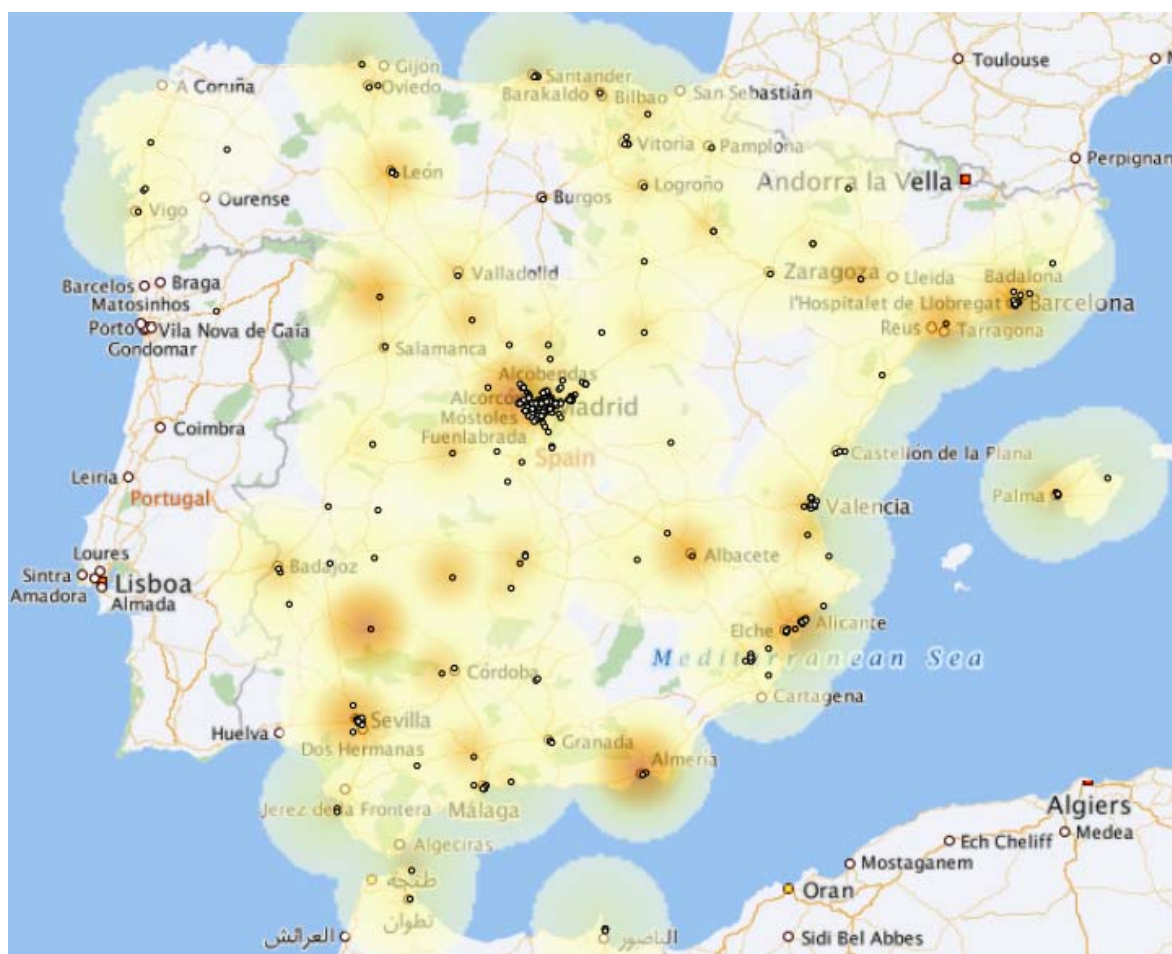 Toulouse
Gijón
A Coruña
Oviedo
Santander
Barakaldo
Bilbao
San Sebastián
Vitoria
Pamplona
Perpignan
León
Logroño
Andorra la Vella
Ourense
Burgos
Vigo
Braga
Barcelos
Valladolid
Zaragoza
Lleida
Badalona
Matosinhos
l'Hospitalet de Llobregat
Barcelona
Porto
Vila Nova de Gaia
Reus
Tarragona
Gondomar
Salamanca
Alcobendas
Alcorcón
Madrid
Móstoles
Coimbra
Fuenlabrada
Spain
Castellón de la Plana
Leiria
Portugal
Palma
Valencia
Loures
Albacete
Badajoz
Sintra
Lisboa
Amadora
Almada
Alicante
Elche
Mediterranean Sea
Córdoba
Cartagena
Sevilla
Huelva
Dos Hermanas
Granada
Almería
Jerez de la Frontera
Málaga
Algiers
Algeciras
Ech Cheliff
Medea
Mostaganem
طنجة
Oran
تطوان
العرائش
الناضور
Sidi Bel Abbes